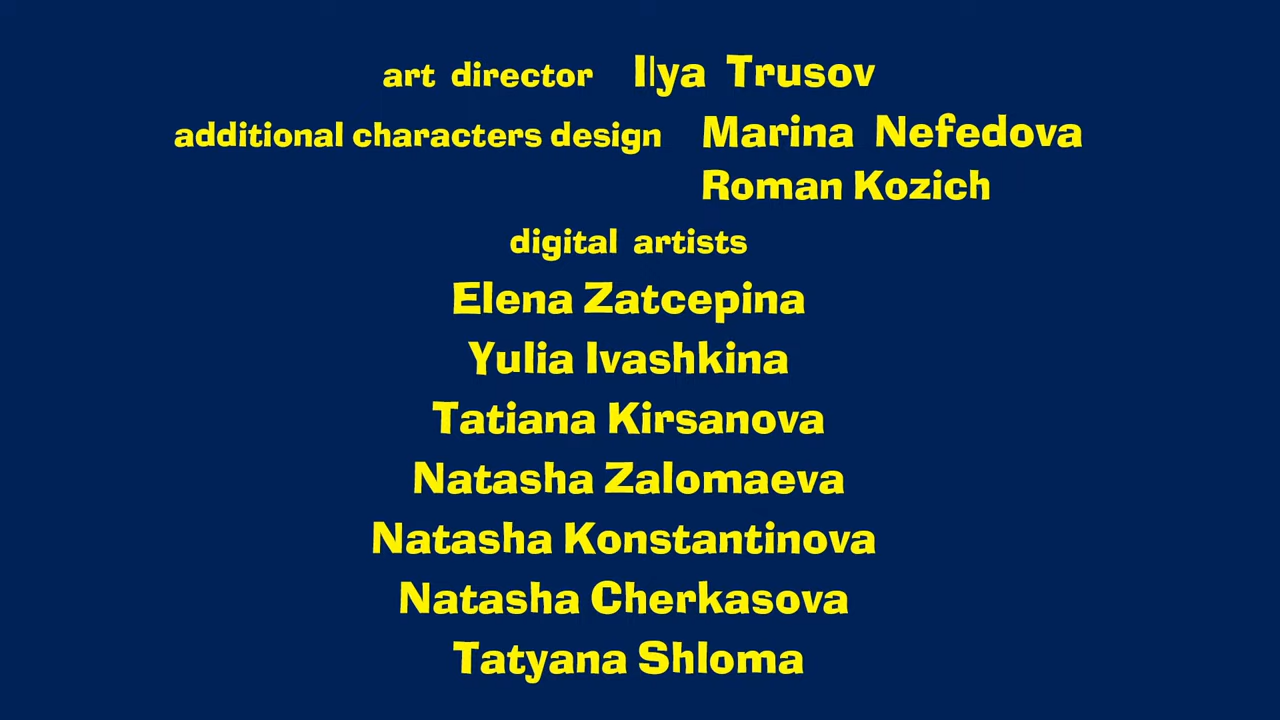 art director Ilya Trusov
additional characters design Marina Nefedova
Roman Kozich
digital artists
Elena Zatcepina
Yulia Ivashkina
Tatiana Kirsanova
Natasha Zalomaeva
Natasha Konstantinova
Natasha Cherkasova
Tatyana Shloma